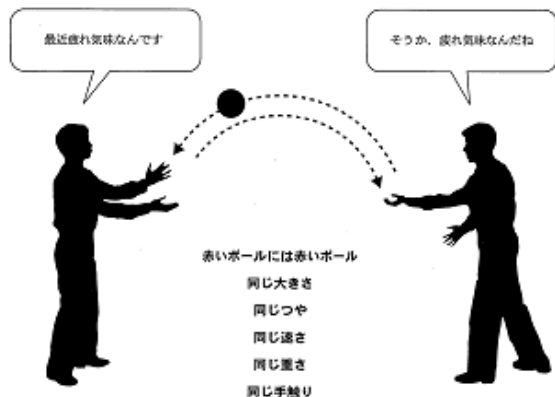 最近疲れ気味なんです
そうか、疲れ気味なんだね
赤いボールには赤いボール
同じ大きさ
同じつや
同じ速さ
同じ重さ
同じ手触り